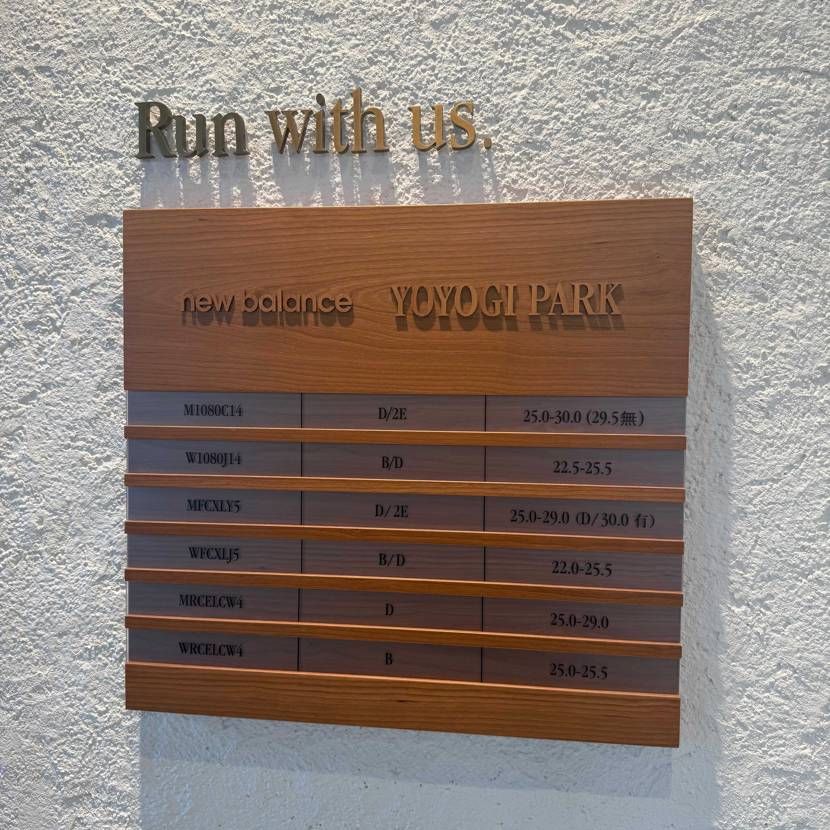 Run with us.
new balance YOYOGI PARK
M1080C14 D/2E 25.0-30.0 (29.5無)
W1080J14 B/D 22.5-25.5
MFCXLY5 D/2E 25.0-29.0 (D/30.0 有)
WFCXLJ5 B/D 22.0-25.5
MRCELCW4 D 25.0-29.0
WRCELCW4 B 25.0-25.5